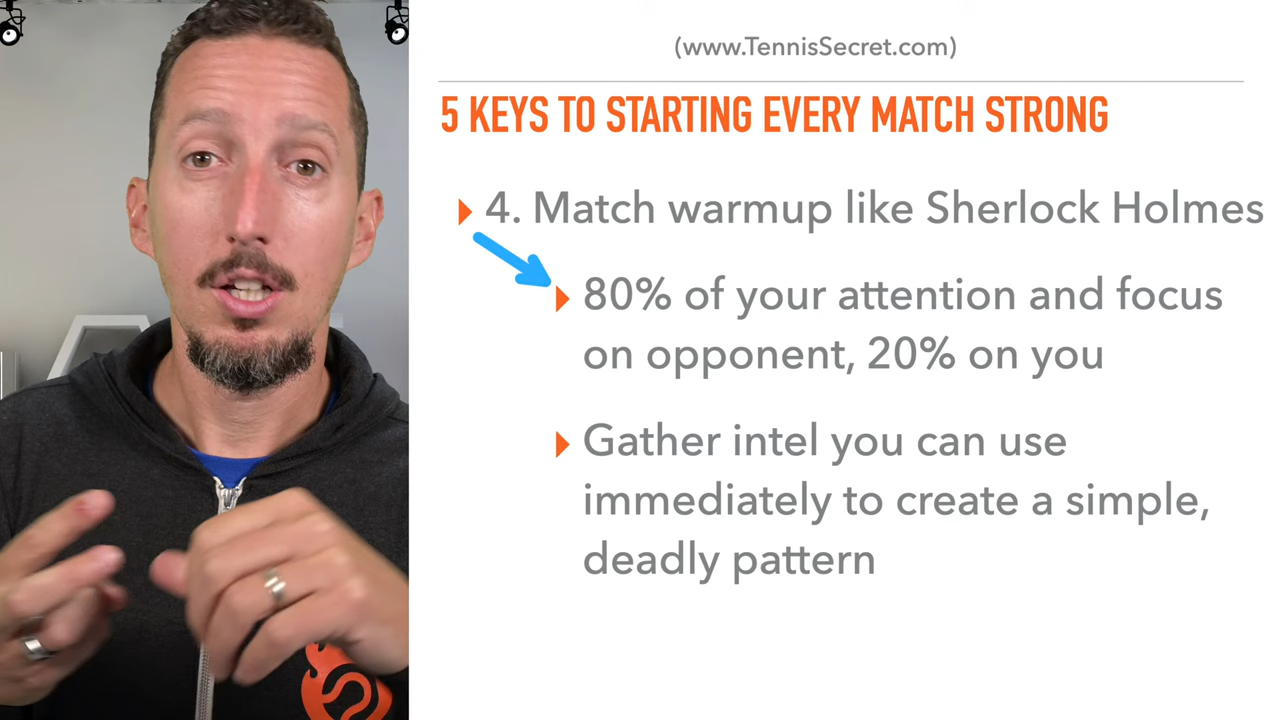 (www.TennisSecret.com)
5 KEYS TO STARTING EVERY MATCH STRONG
4. Match warmup like Sherlock Holmes
80% of your attention and focus
on opponent, 20% on you
Gather intel you can use
immediately to create a simple,
deadly pattern